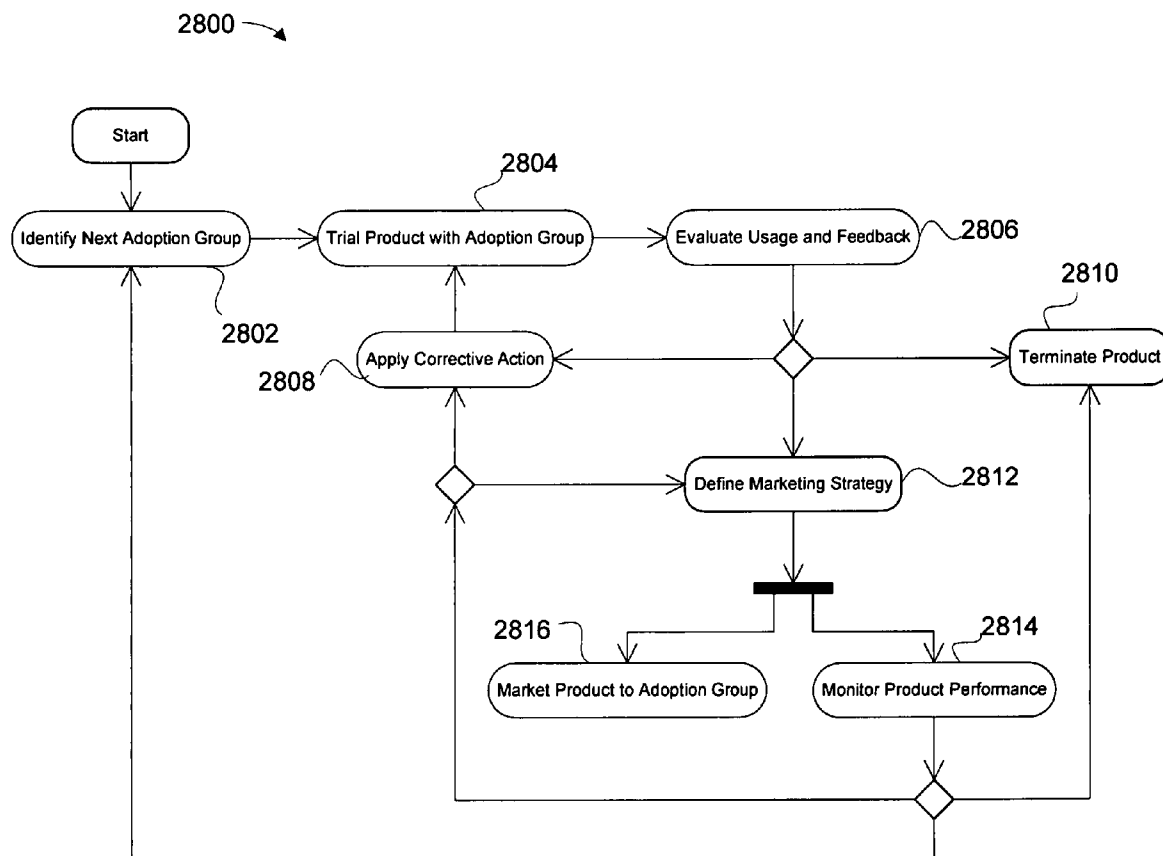 2800
Start
2804
Identify Next Adoption Group
Trial Product with Adoption Group
Evaluate Usage and Feedback
2806
2802
2810
Apply Corrective Action
Terminate Product
2808
Define Marketing Strategy
2812
2816
2814
Market Product to Adoption Group
Monitor Product Performance